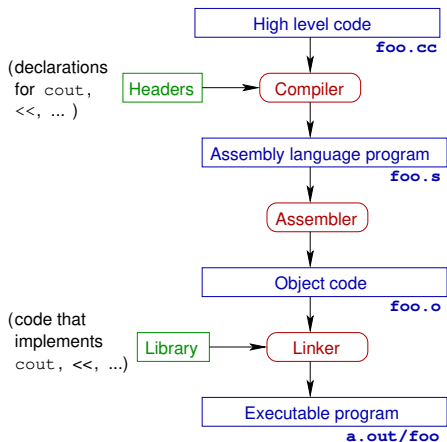 High level code
foo.cc
(declarations
for cout,
<<, ... )
Headers
Compiler
Assembly language program
foo.s
Assembler
Object code
foo.o
(code that
implements
cout, <<, ...)
Library
Linker
Executable program
a.out/foo